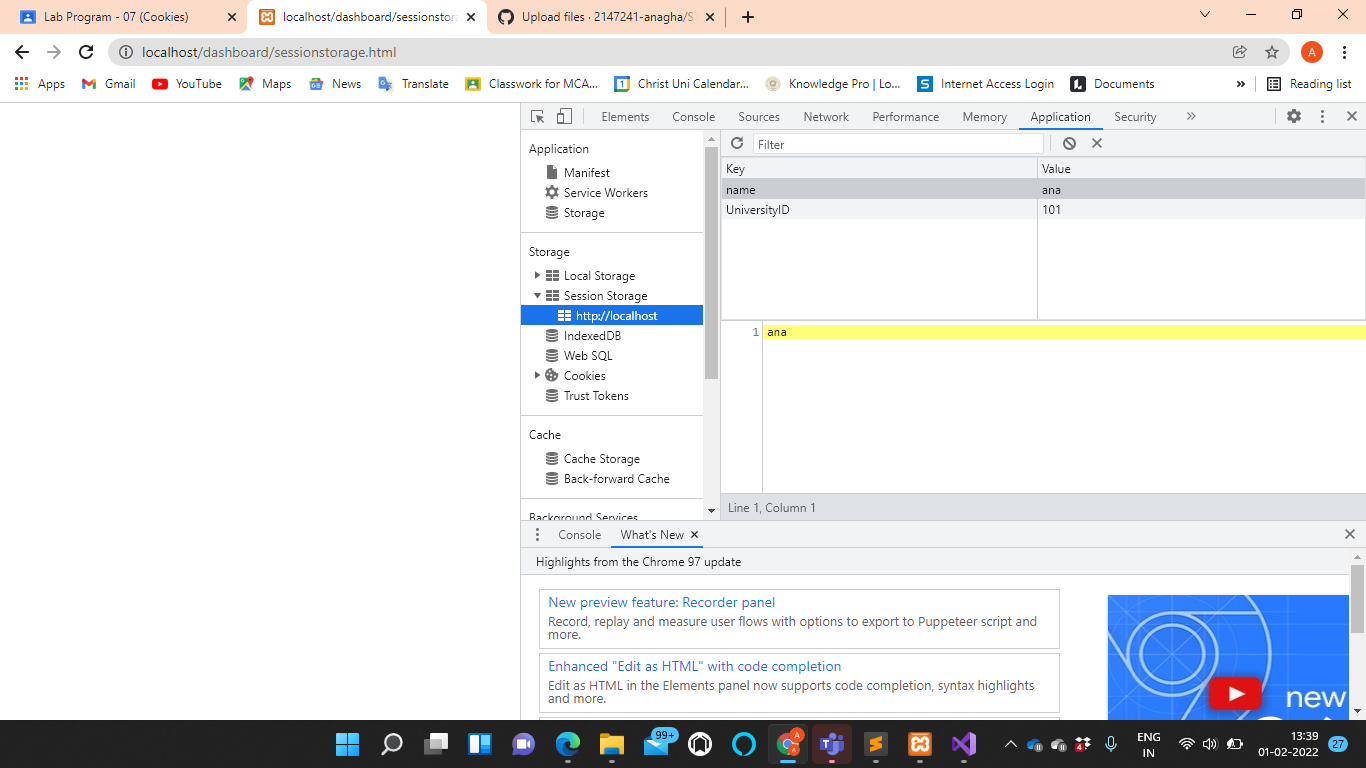 Lab Program - 07 (Cookies)
localhost/dashboard/sessionstora
Upload files · 2147241-anagha/S
localhost/dashboard/sessionstorage.html
A
Apps
Gmail
YouTube
Maps
News
Translate
Classwork for MCA...
Christ Uni Calendar...
Knowledge Pro | Lo...
Internet Access Login
Documents
»
Reading list
Elements
Console
Sources
Network
Performance
Memory
Application
Security
»
Application
Manifest
Service Workers
Storage
Storage
Local Storage
Session Storage
http://localhost
IndexedDB
Web SQL
Cookies
Trust Tokens
Cache
Cache Storage
Back-forward Cache
Background Services
Filter
Key Value
name ana
UniversityID 101
1 ana
Line 1, Column 1
Console
What's New
Highlights from the Chrome 97 update
New preview feature: Recorder panel
Record, replay and measure user flows with options to export to Puppeteer script and
more.
Enhanced "Edit as HTML" with code completion
Edit as HTML in the Elements panel now supports code completion, syntax highlights
and more.
new
99+
A
4
ENG
IN
13:39
01-02-2022
27